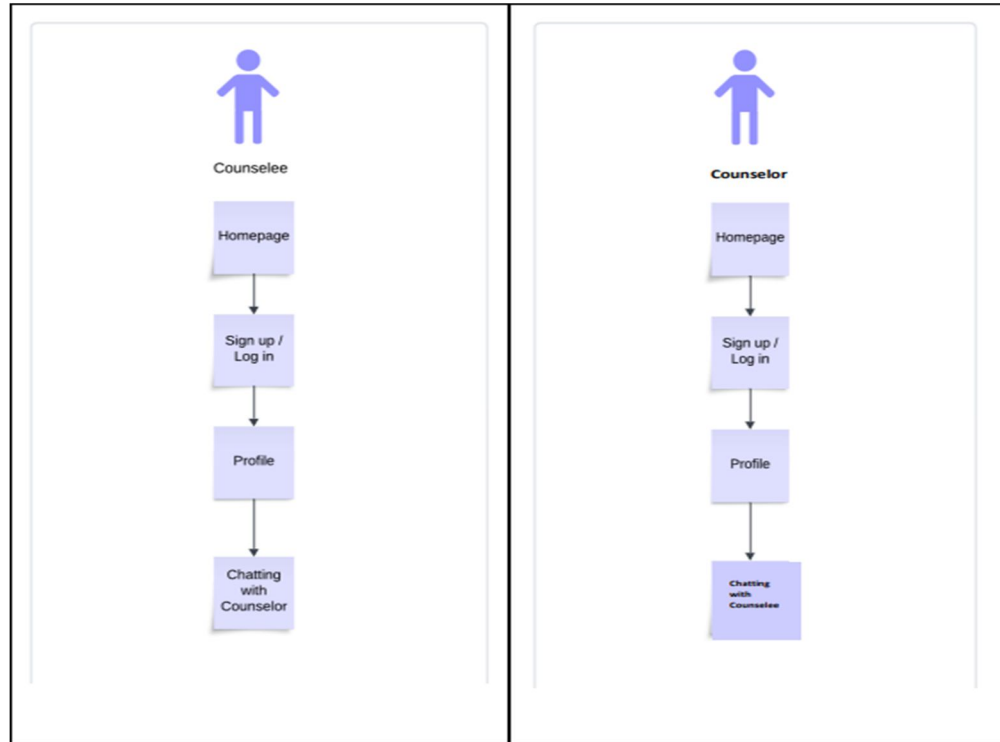 Counselee
Homepage
Sign up /
Log in
Profile
Chatting
with
Counselor
Counselor
Homepage
Sign up /
Log in
Profile
Chatting
with
Counselee